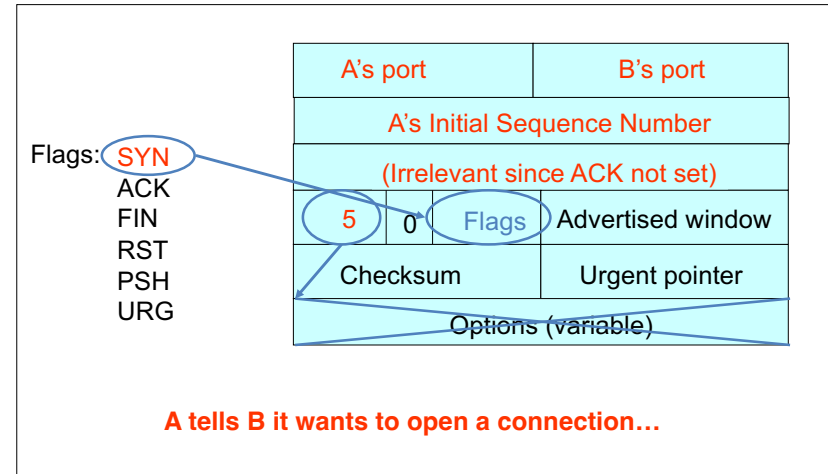 A's port B's port
A's Initial Sequence Number
Flags: SYN
(Irrelevant since ACK not set)
ACK
FIN
RST
PSH
URG
5 0 Flags Advertised window
Checksum Urgent pointer
Options (variable)
A tells B it wants to open a connection…